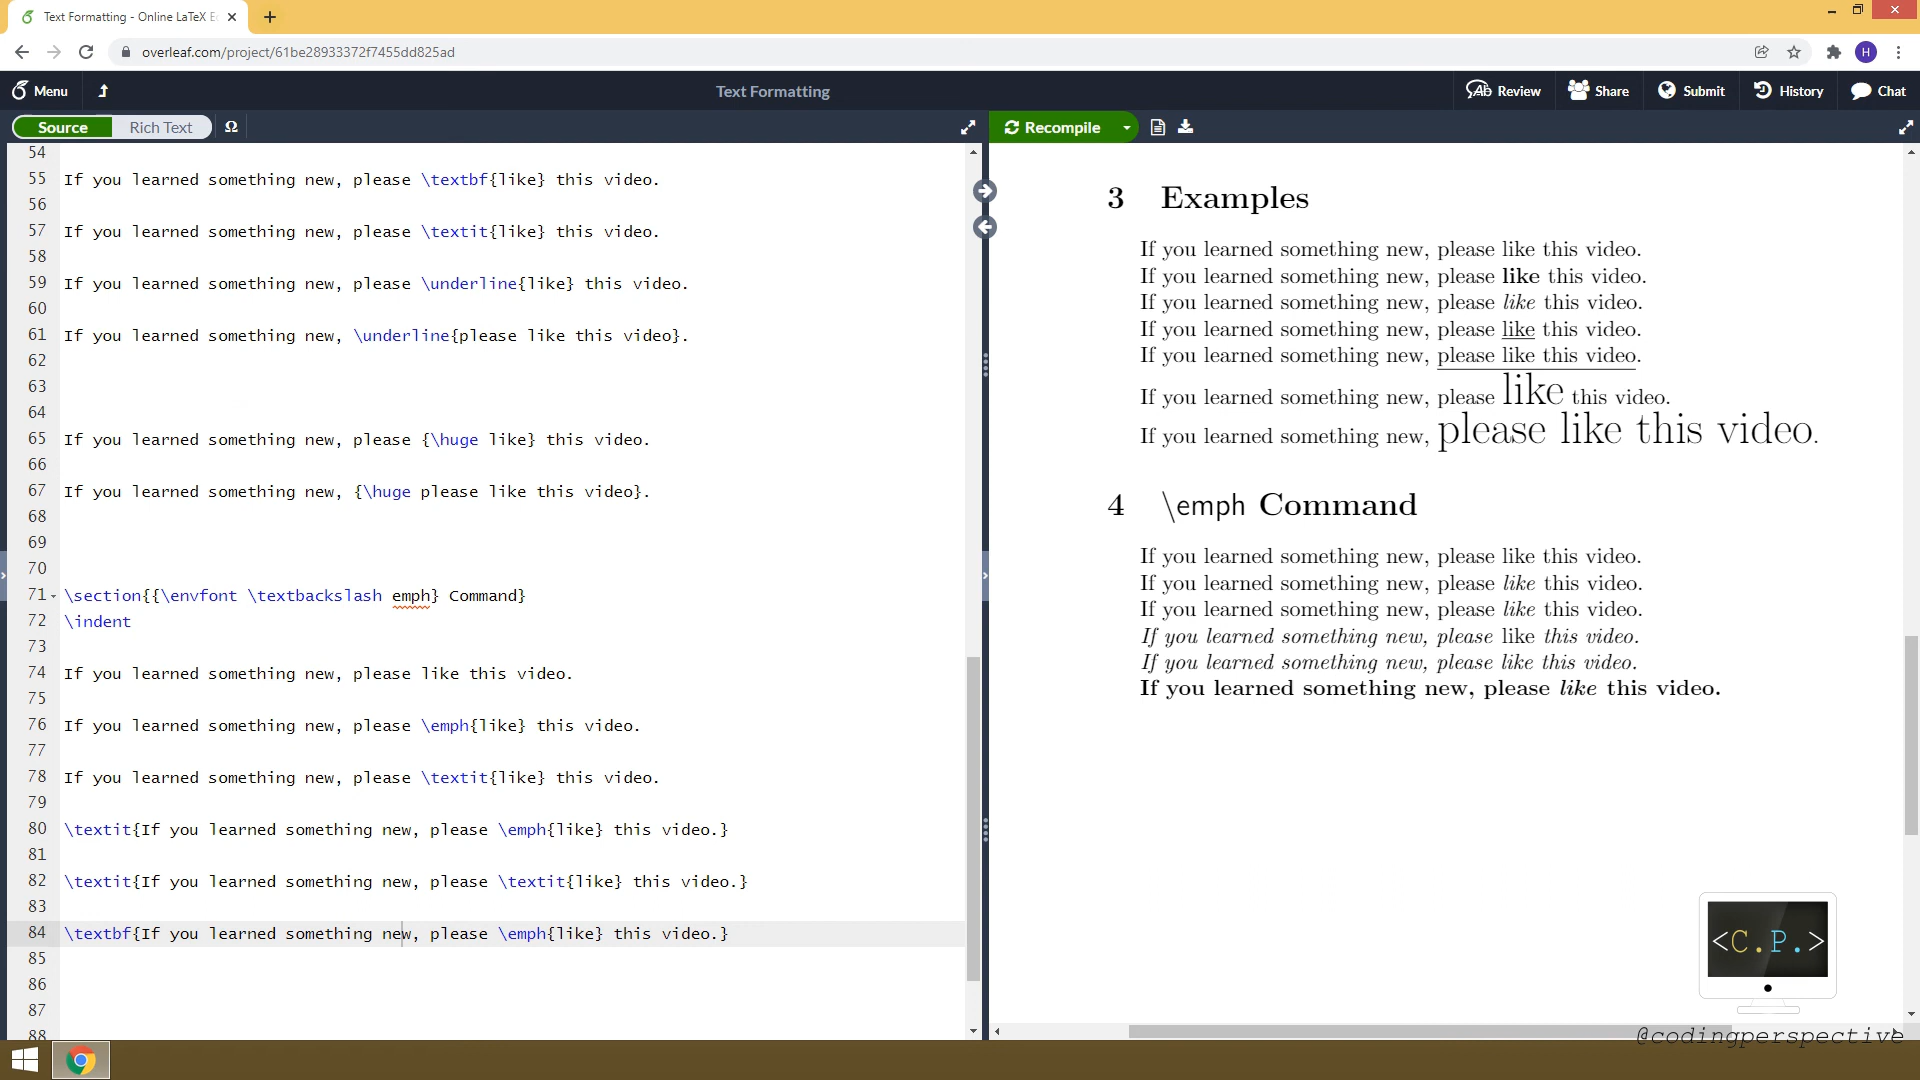 Text Formatting - Online LaTeX E
overleaf.com/project/61be28933372f7455dd825ad
H
Menu
Text Formatting
Review
Share
Submit
History
Chat
Source
Rich Text
Ω
Recompile
54
55 If you learned something new, please \textbf{like} this video.
56
57 If you learned something new, please \textit{like} this video.
58
59 If you learned something new, please \underline{like} this video.
60
61 If you learned something new, \underline{please like this video}.
62
63
64
65 If you learned something new, please {\huge like} this video.
66
67 If you learned something new, {\huge please like this video}.
68
69
70
71 \section{{\envfont \textbackslash emph} Command}
72 \indent
73
74 If you learned something new, please like this video.
75
76 If you learned something new, please \emph{like} this video.
77
78 If you learned something new, please \textit{like} this video.
79
80 \textit{If you learned something new, please \emph{like} this video.}
81
82 \textit{If you learned something new, please \textit{like} this video.}
83
84 \textbf{If you learned something new, please \emph{like} this video.}
85
86
87
88
3 Examples
If you learned something new, please like this video.
If you learned something new, please like this video.
If you learned something new, please like this video.
If you learned something new, please like this video.
If you learned something new, please like this video.
If you learned something new, please like this video.
If you learned something new, please like this video.
4 \emph Command
If you learned something new, please like this video.
If you learned something new, please like this video.
If you learned something new, please like this video.
If you learned something new, please like this video.
If you learned something new, please like this video.
If you learned something new, please like this video.
<C.P.>
@codingperspective